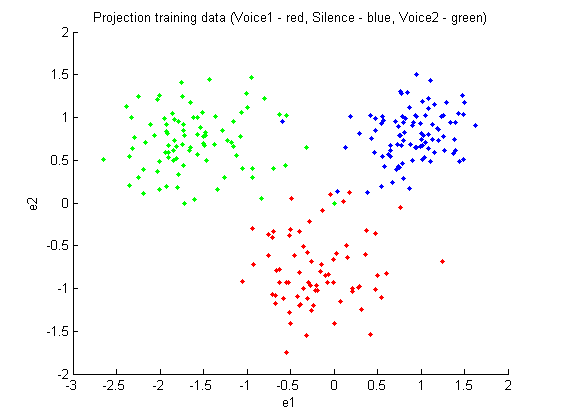 Projection training data (Voice1 - red, Silence - blue, Voice2 - green)
2
1.5
1
0.5
0
-0.5
-1
-1.5
-2
e2
-3 -2.5 -2 -1.5 -1 -0.5 0 0.5 1 1.5 2
e1